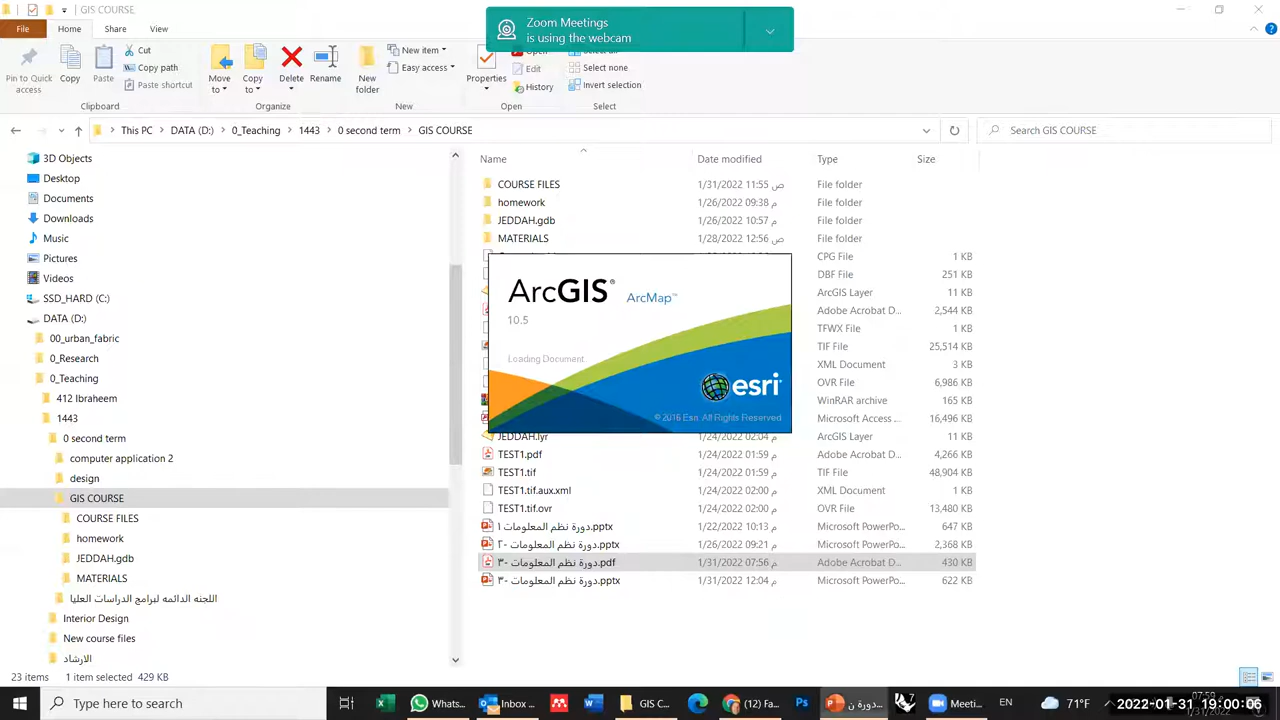 GIS COURSE
Zoom Meetings
is using the webcam
File
Home
Share
View
Pin to Quick
access
Copy
Paste
Cut
Copy path
Paste shortcut
Clipboard
Move
to
Copy
to
Delete
Rename
Organize
New
folder
New item
Easy access
New
Properties
Open
Edit
History
Open
Select none
Invert selection
Select
This PC
DATA (D:)
0_Teaching
1443
0 second term
GIS COURSE
Search GIS COURSE
3D Objects
Desktop
Documents
Downloads
Music
Pictures
Videos
SSD_HARD (C:)
DATA (D:)
00_urban_fabric
0_Research
0_Teaching
412 Ibraheem
1443
0 second term
computer application 2
design
GIS COURSE
COURSE FILES
homework
JEDDAH.gdb
MATERIALS
اللجنه الدائمه لبرامج الدراسات العليا
Interior Design
New course files
الارشاد
Name Date modified Type Size
COURSE FILES 1/31/2022 11:55 ص File folder
homework 1/26/2022 09:38 م File folder
JEDDAH.gdb 1/26/2022 10:57 م File folder
MATERIALS 1/28/2022 12:56 ص File folder
CPG File 1 KB
DBF File 251 KB
ArcGIS Layer 11 KB
Adobe Acrobat D... 2,544 KB
TFWX File 1 KB
TIF File 25,514 KB
XML Document 3 KB
OVR File 6,986 KB
WinRAR archive 165 KB
Microsoft Access ... 16,496 KB
JEDDAH.lyr 1/24/2022 02:04 م ArcGIS Layer 11 KB
TEST1.pdf 1/24/2022 01:59 م Adobe Acrobat D... 4,266 KB
TEST1.tif 1/24/2022 01:59 م TIF File 48,904 KB
TEST1.tif.aux.xml 1/24/2022 02:00 م XML Document 1 KB
TEST1.tif.ovr 1/24/2022 02:00 م OVR File 13,480 KB
دورة نظم المعلومات ١.pptx 1/22/2022 10:13 م Microsoft PowerPo... 647 KB
دورة نظم المعلومات -٢.pptx 1/26/2022 09:21 م Microsoft PowerPo... 2,368 KB
دورة نظم المعلومات -٣.pdf 1/31/2022 07:56 م Adobe Acrobat D... 430 KB
دورة نظم المعلومات -٣.pptx 1/31/2022 12:04 م Microsoft PowerPo... 622 KB
ArcGIS® ArcMap™
10.5
Loading Document.
esri
© 2016 Esri. All Rights Reserved.
23 items 1 item selected 429 KB
Type here to search
Whats...
Inbox ...
GIS C...
(12) Fa...
دورة ن...
Meeti...
EN
71°F
07:59 م
1/31/2022
2022-01-31 19:00:06